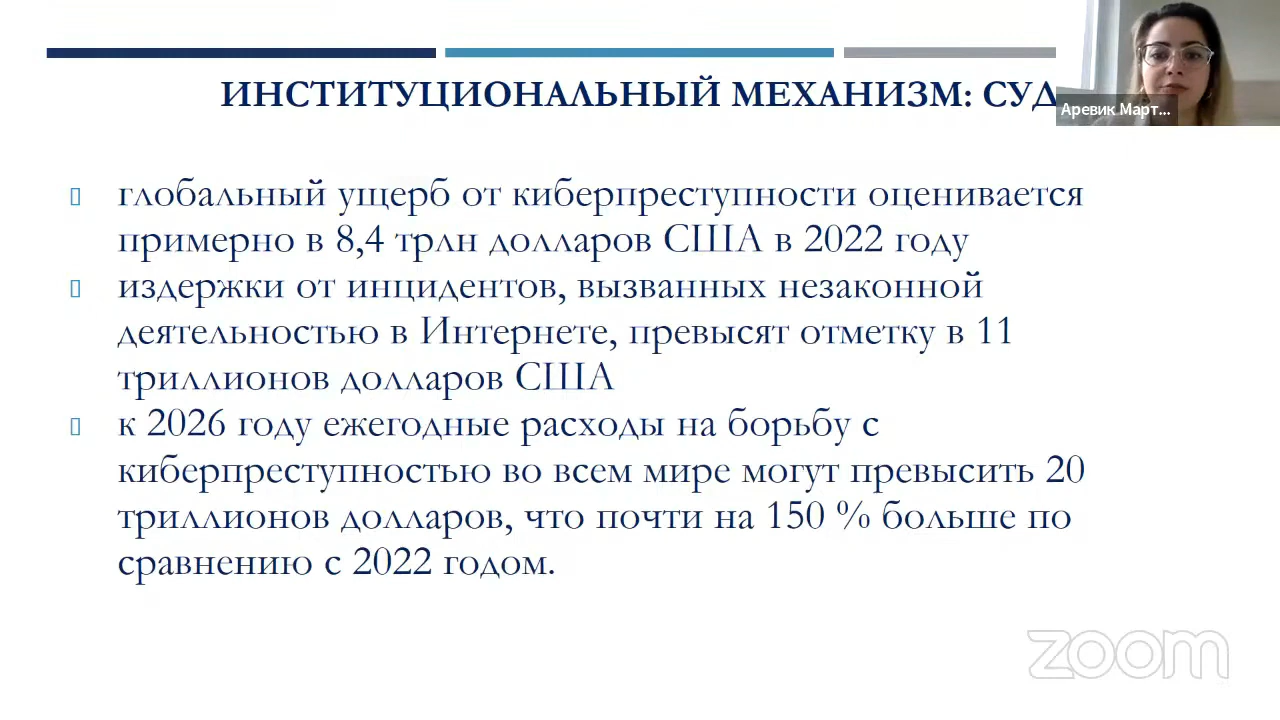 ИНСТИТУЦИОНАЛЬНЫЙ МЕХАНИЗМ: СУД
Аревик Март...
глобальный ущерб от киберпреступности оценивается
примерно в 8,4 трлн долларов США в 2022 году
издержки от инцидентов, вызванных незаконной
деятельностью в Интернете, превысят отметку в 11
триллионов долларов США
к 2026 году ежегодные расходы на борьбу с
киберпреступностью во всем мире могут превысить 20
триллионов долларов, что почти на 150 % больше по
сравнению с 2022 годом.
zoom